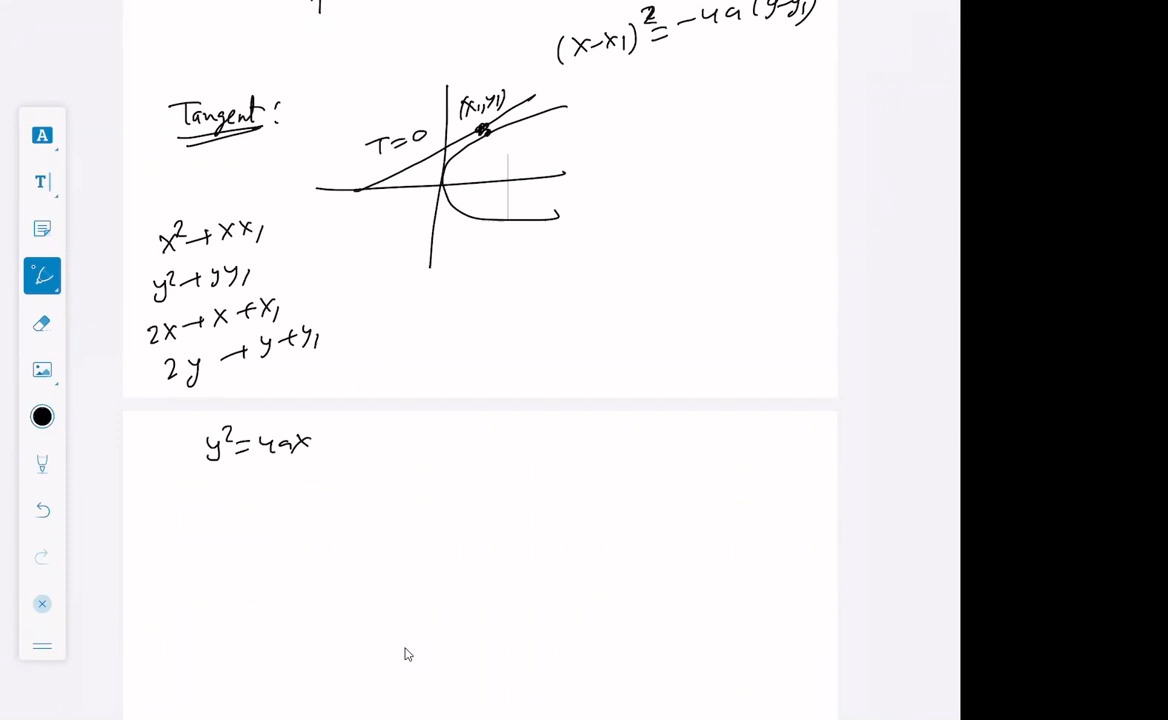 (x-x₁)² = -4a(y-y₁)
Tangent:
(x₁,y₁)
T=0
x² → xx₁
y² → yy₁
2x → x+x₁
2y → y+y₁
y²=4ax
A
T